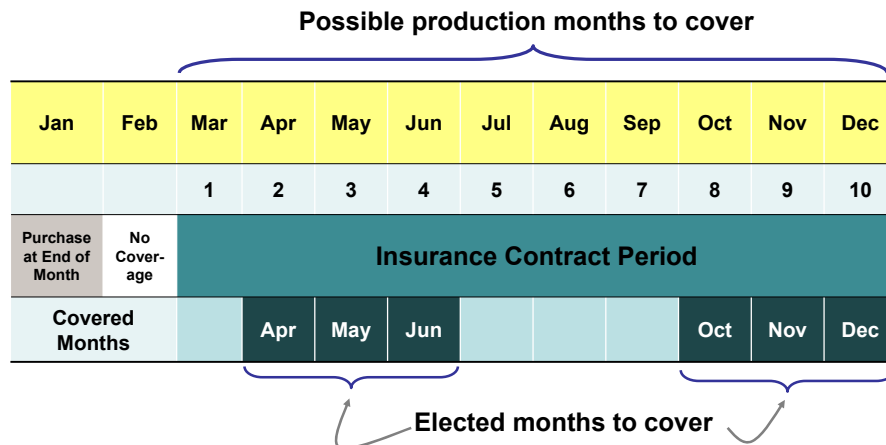 Possible production months to cover
Jan Feb Mar Apr May Jun Jul Aug Sep Oct Nov Dec
1 2 3 4 5 6 7 8 9 10
Purchase
at End of
Month
No
Cover-
age
Insurance Contract Period
Covered
Months
Apr May Jun Oct Nov Dec
Elected months to cover